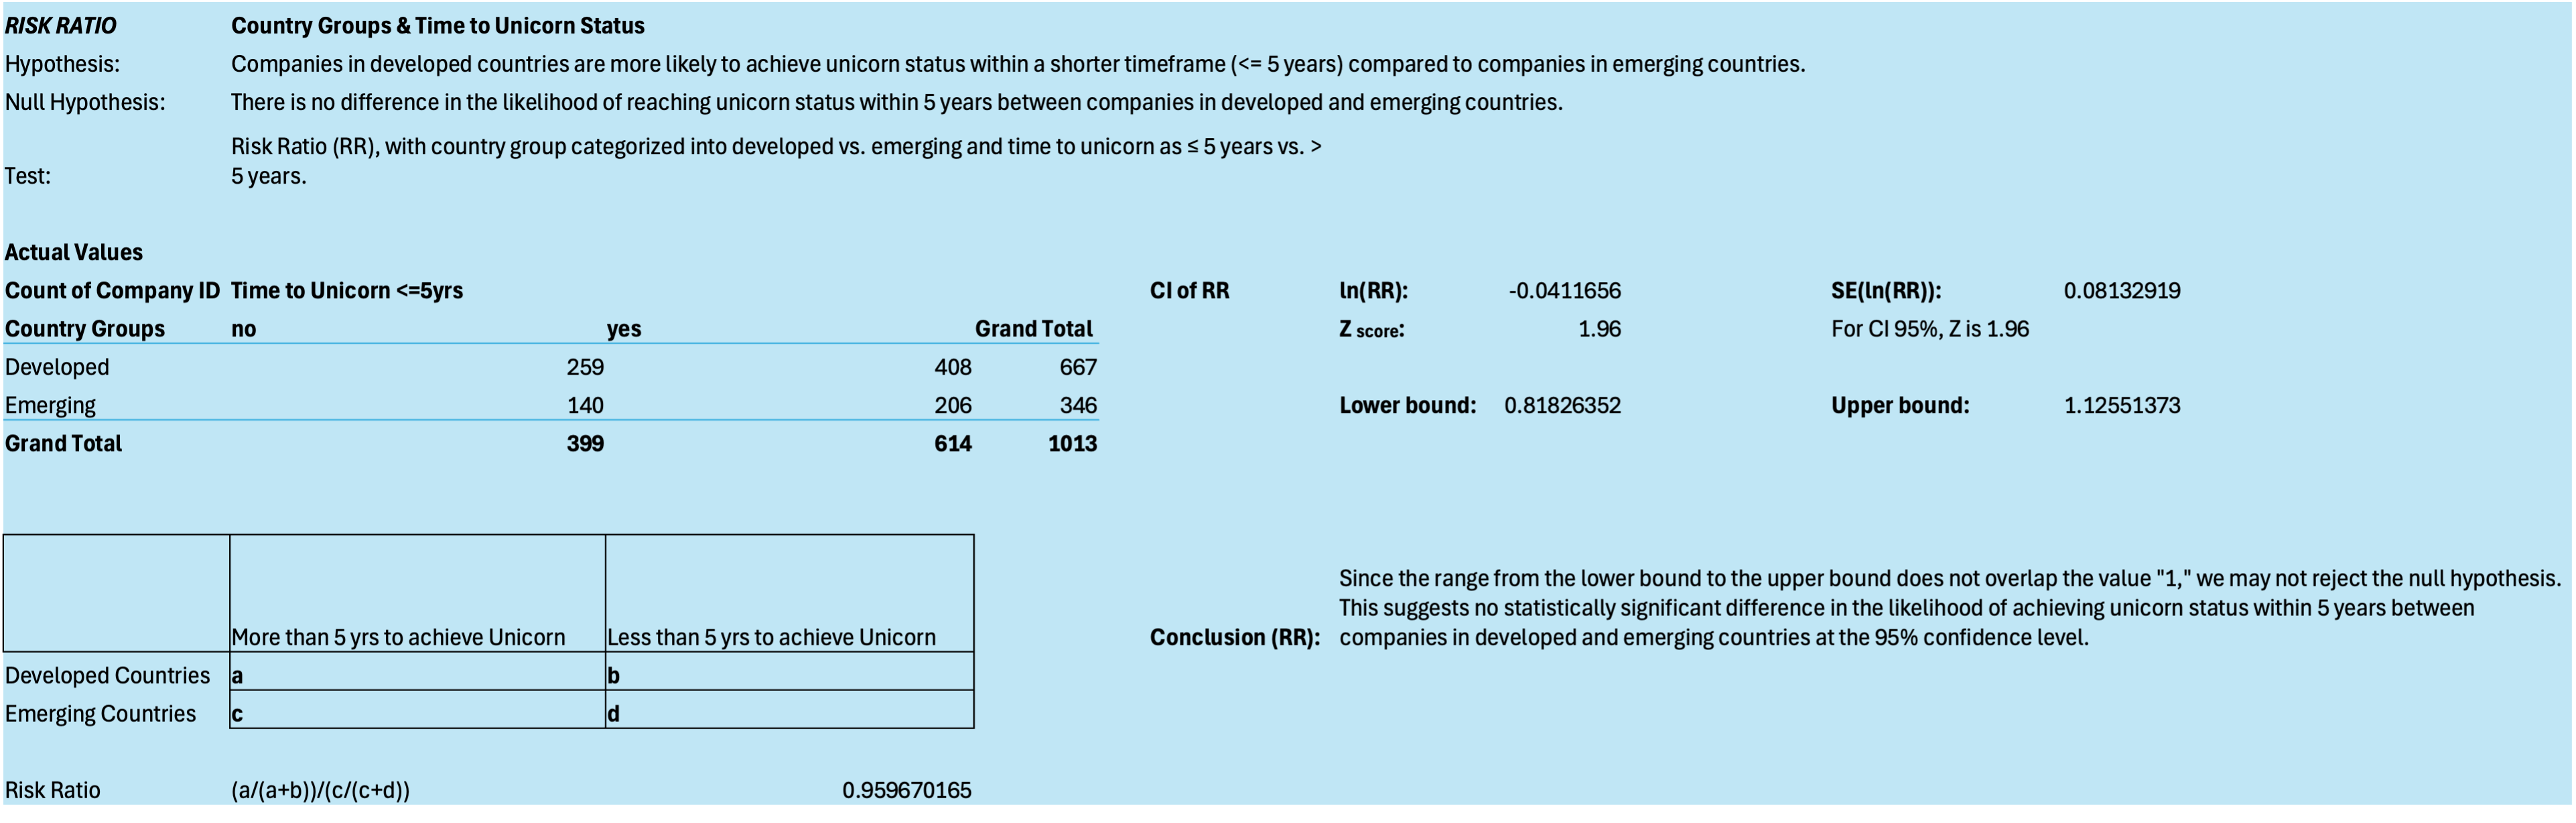 RISK RATIO Country Groups & Time to Unicorn Status
Hypothesis: Companies in developed countries are more likely to achieve unicorn status within a shorter timeframe (<= 5 years) compared to companies in emerging countries.
Null Hypothesis: There is no difference in the likelihood of reaching unicorn status within 5 years between companies in developed and emerging countries.
Risk Ratio (RR), with country group categorized into developed vs. emerging and time to unicorn as ≤ 5 years vs. >
Test: 5 years.
Actual Values
Count of Company ID Time to Unicorn <=5yrs CI of RR ln(RR): -0.0411656 SE(ln(RR)): 0.08132919
Country Groups no yes Grand Total Z score: 1.96 For CI 95%, Z is 1.96
Developed 259 408 667
Emerging 140 206 346 Lower bound: 0.81826352 Upper bound: 1.12551373
Grand Total 399 614 1013
Since the range from the lower bound to the upper bound does not overlap the value "1," we may not reject the null hypothesis.
This suggests no statistically significant difference in the likelihood of achieving unicorn status within 5 years between
More than 5 yrs to achieve Unicorn Less than 5 yrs to achieve Unicorn Conclusion (RR): companies in developed and emerging countries at the 95% confidence level.
Developed Countries a b
Emerging Countries c d
Risk Ratio (a/(a+b))/(c/(c+d)) 0.959670165